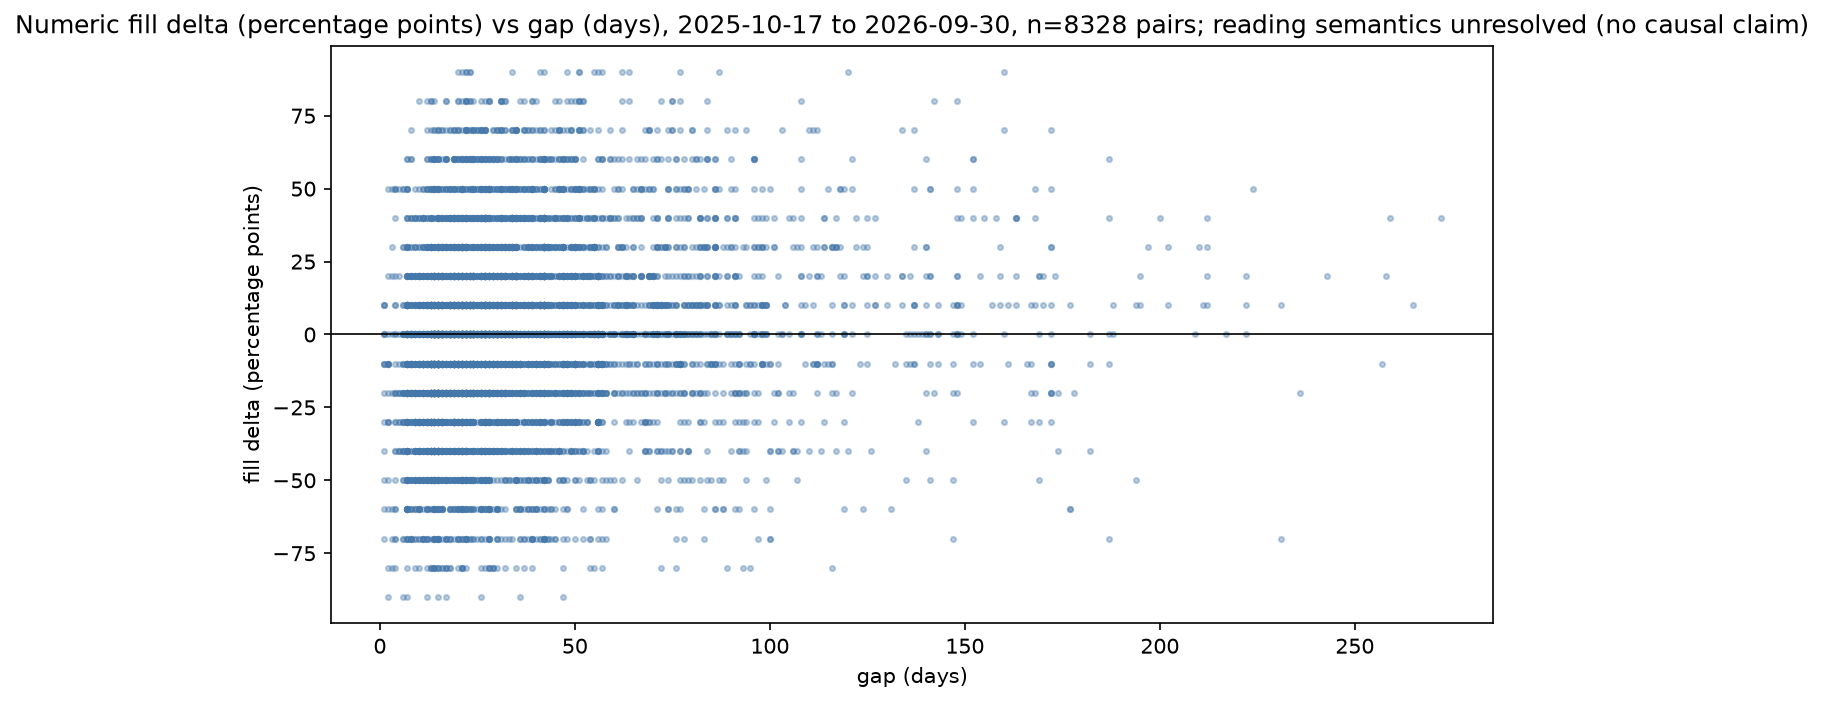 Numeric fill delta (percentage points) vs gap (days), 2025-10-17 to 2026-09-30, n=8328 pairs; reading semantics unresolved (no causal claim)
fill delta (percentage points)
75
50
25
0
−25
−50
−75
0 50 100 150 200 250
gap (days)